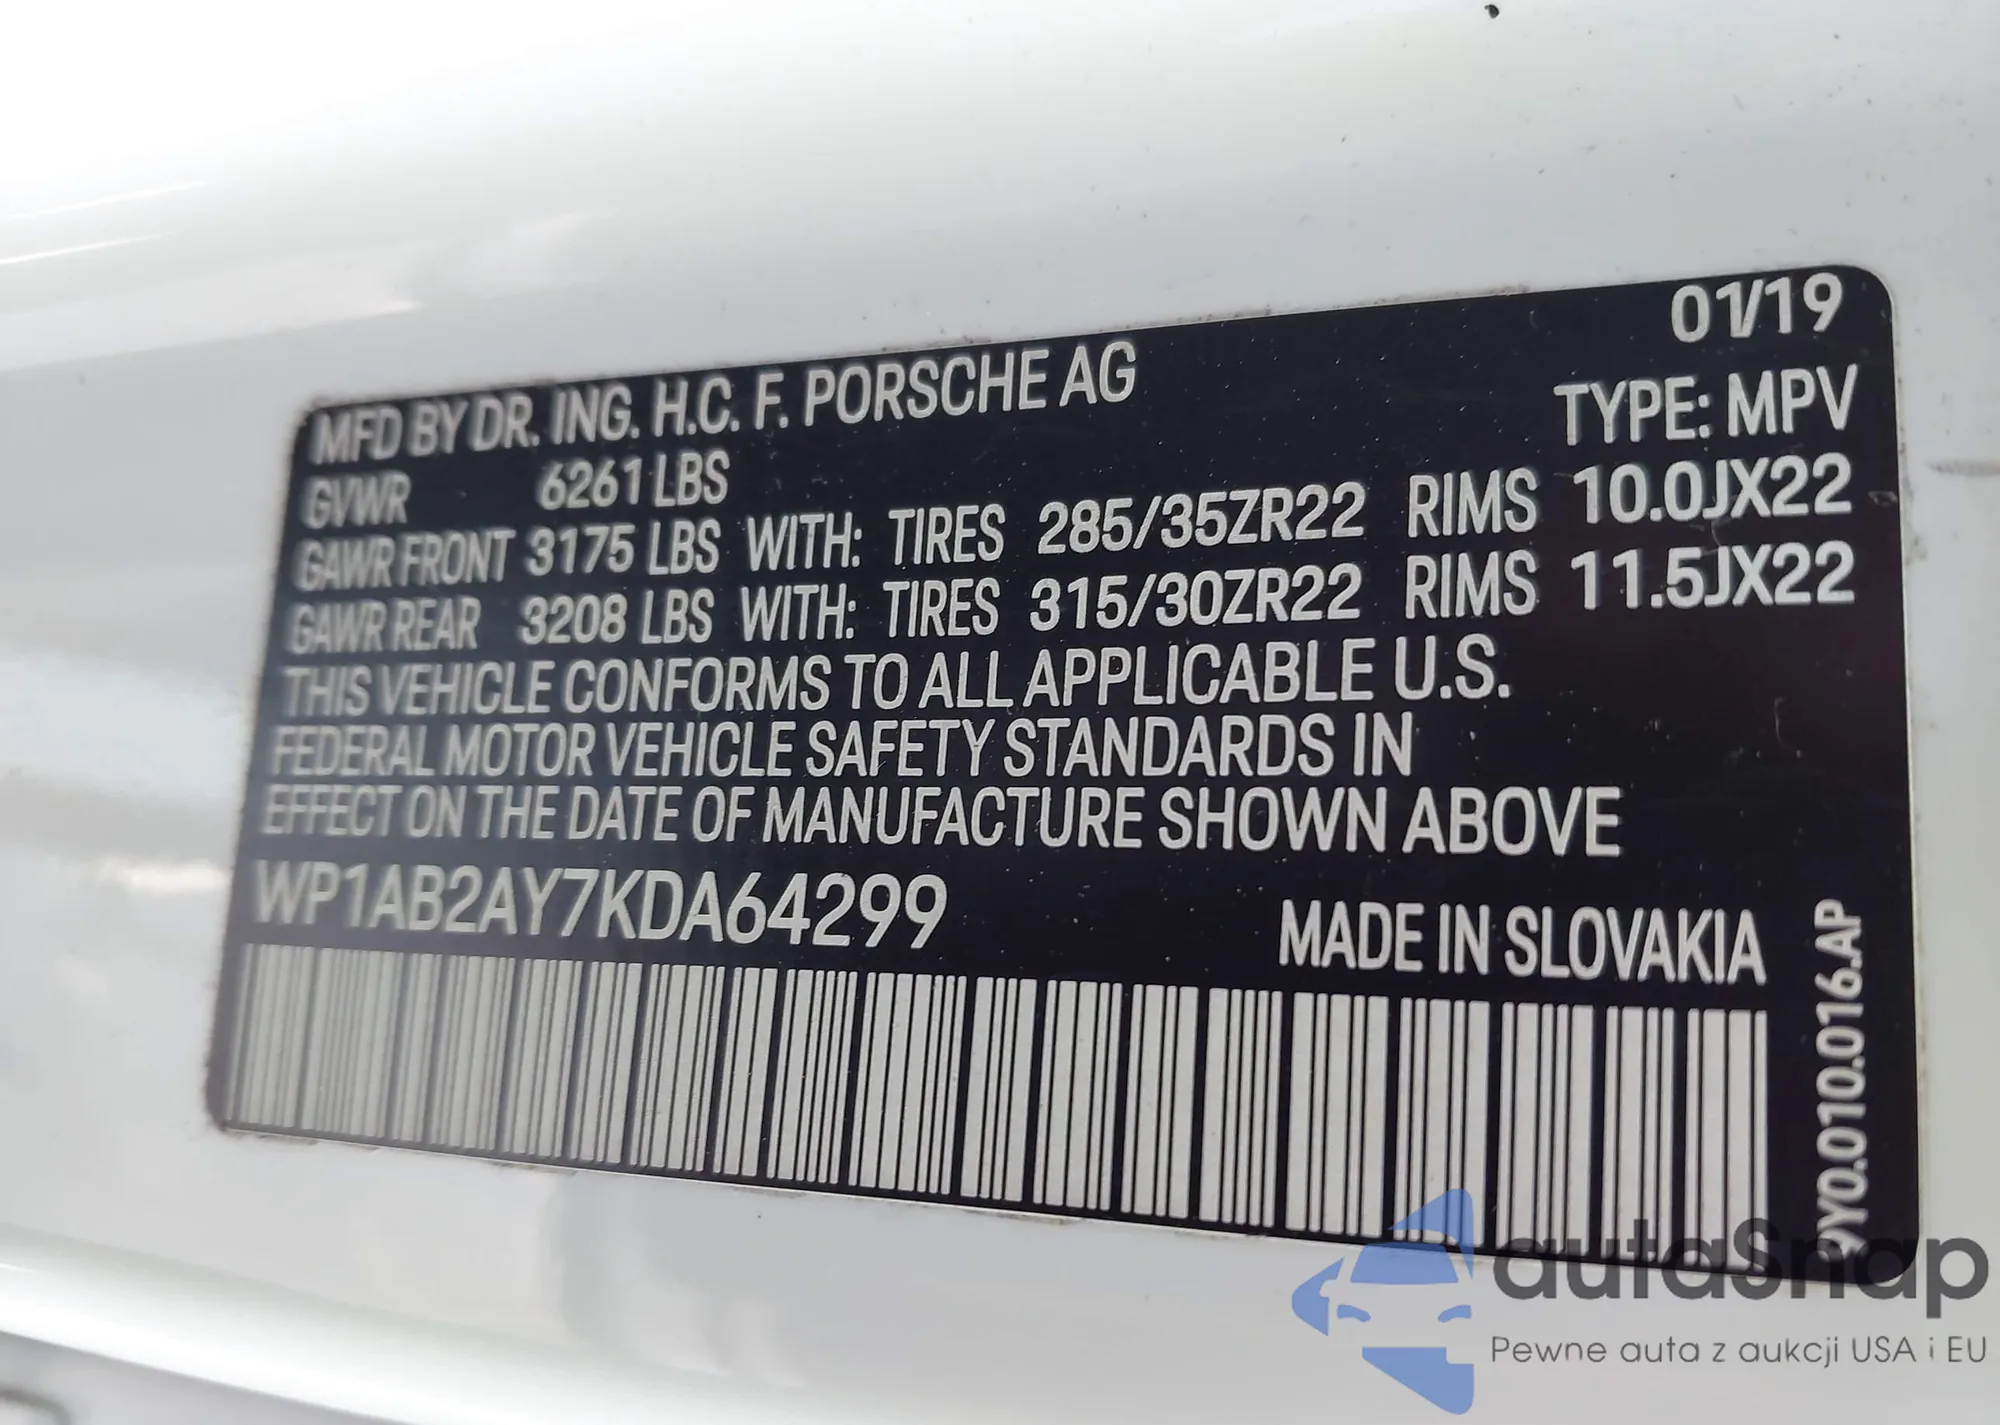 01/19
MFD BY DR. ING. H.C. F. PORSCHE AG
TYPE: MPV
GVWR 6261 LBS
GAWR FRONT 3175 LBS WITH: TIRES 285/35ZR22 RIMS 10.0JX22
GAWR REAR 3208 LBS WITH: TIRES 315/30ZR22 RIMS 11.5JX22
THIS VEHICLE CONFORMS TO ALL APPLICABLE U.S.
FEDERAL MOTOR VEHICLE SAFETY STANDARDS IN
EFFECT ON THE DATE OF MANUFACTURE SHOWN ABOVE
WP1AB2AY7KDA64299
MADE IN SLOVAKIA
9Y0.010.016.AP
autaSnap
Pewne auta z aukcji USA i EU